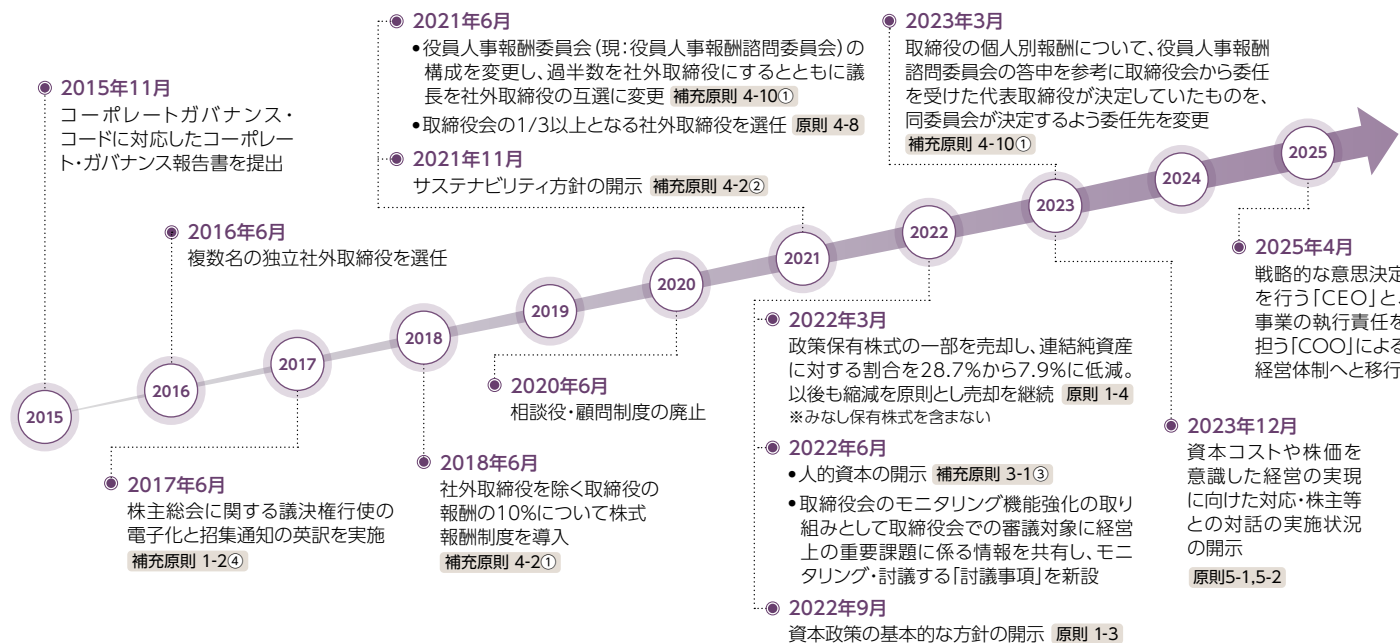 2015年11月
コーポレートガバナンス・
コードに対応したコーポレー
ト・ガバナンス報告書を提出
2016年6月
複数名の独立社外取締役を選任
2017年6月
株主総会に関する議決権行使の
電子化と招集通知の英訳を実施
補充原則 1-2④
2018年6月
社外取締役を除く取締役の
報酬の10%について株式
報酬制度を導入
補充原則 4-2①
2020年6月
相談役・顧問制度の廃止
2021年6月
•役員人事報酬委員会(現:役員人事報酬諮問委員会)の
構成を変更し、過半数を社外取締役にするとともに議
長を社外取締役の互選に変更 補充原則 4-10①
•取締役会の1/3以上となる社外取締役を選任 原則 4-8
2021年11月
サステナビリティ方針の開示 補充原則 4-2②
2022年3月
政策保有株式の一部を売却し、連結純資産
に対する割合を28.7%から7.9%に低減。
以後も縮減を原則とし売却を継続 原則 1-4
※みなし保有株式を含まない
2022年6月
•人的資本の開示 補充原則 3-1③
•取締役会のモニタリング機能強化の取り
組みとして取締役会での審議対象に経営
上の重要課題に係る情報を共有し、モニ
タリング・討議する「討議事項」を新設
2022年9月
資本政策の基本的な方針の開示 原則 1-3
2023年3月
取締役の個人別報酬について、役員人事報酬
諮問委員会の答申を参考に取締役会から委任
を受けた代表取締役が決定していたものを、
同委員会が決定するよう委任先を変更
補充原則 4-10①
2023年12月
資本コストや株価を
意識した経営の実現
に向けた対応・株主等
との対話の実施状況
の開示
原則5-1,5-2
2025年4月
戦略的な意思決定
を行う「CEO」と、
事業の執行責任を
担う「COO」による
経営体制へと移行
2015
2016
2017
2018
2019
2020
2021
2022
2023
2024
2025